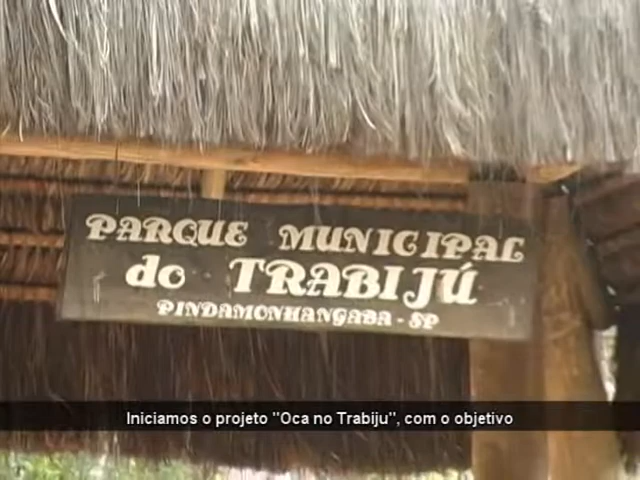 PARQUE MUNICIPAL
do TRABIJÚ
PINDAMONHANGABA - SP
Iniciamos o projeto "Oca no Trabiju", com o objetivo